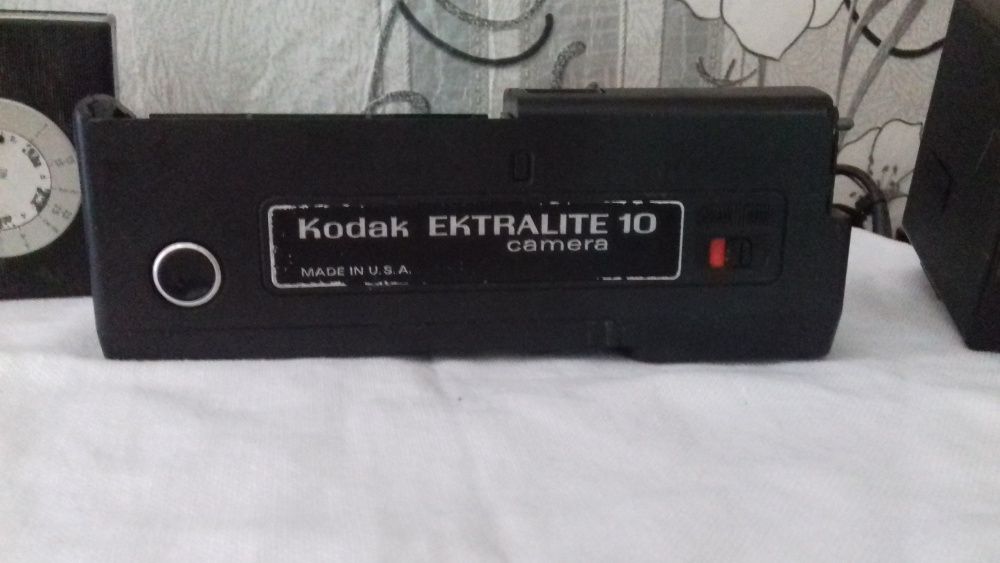 Kodak EKTRALITE 10
camera
MADE IN U.S.A.